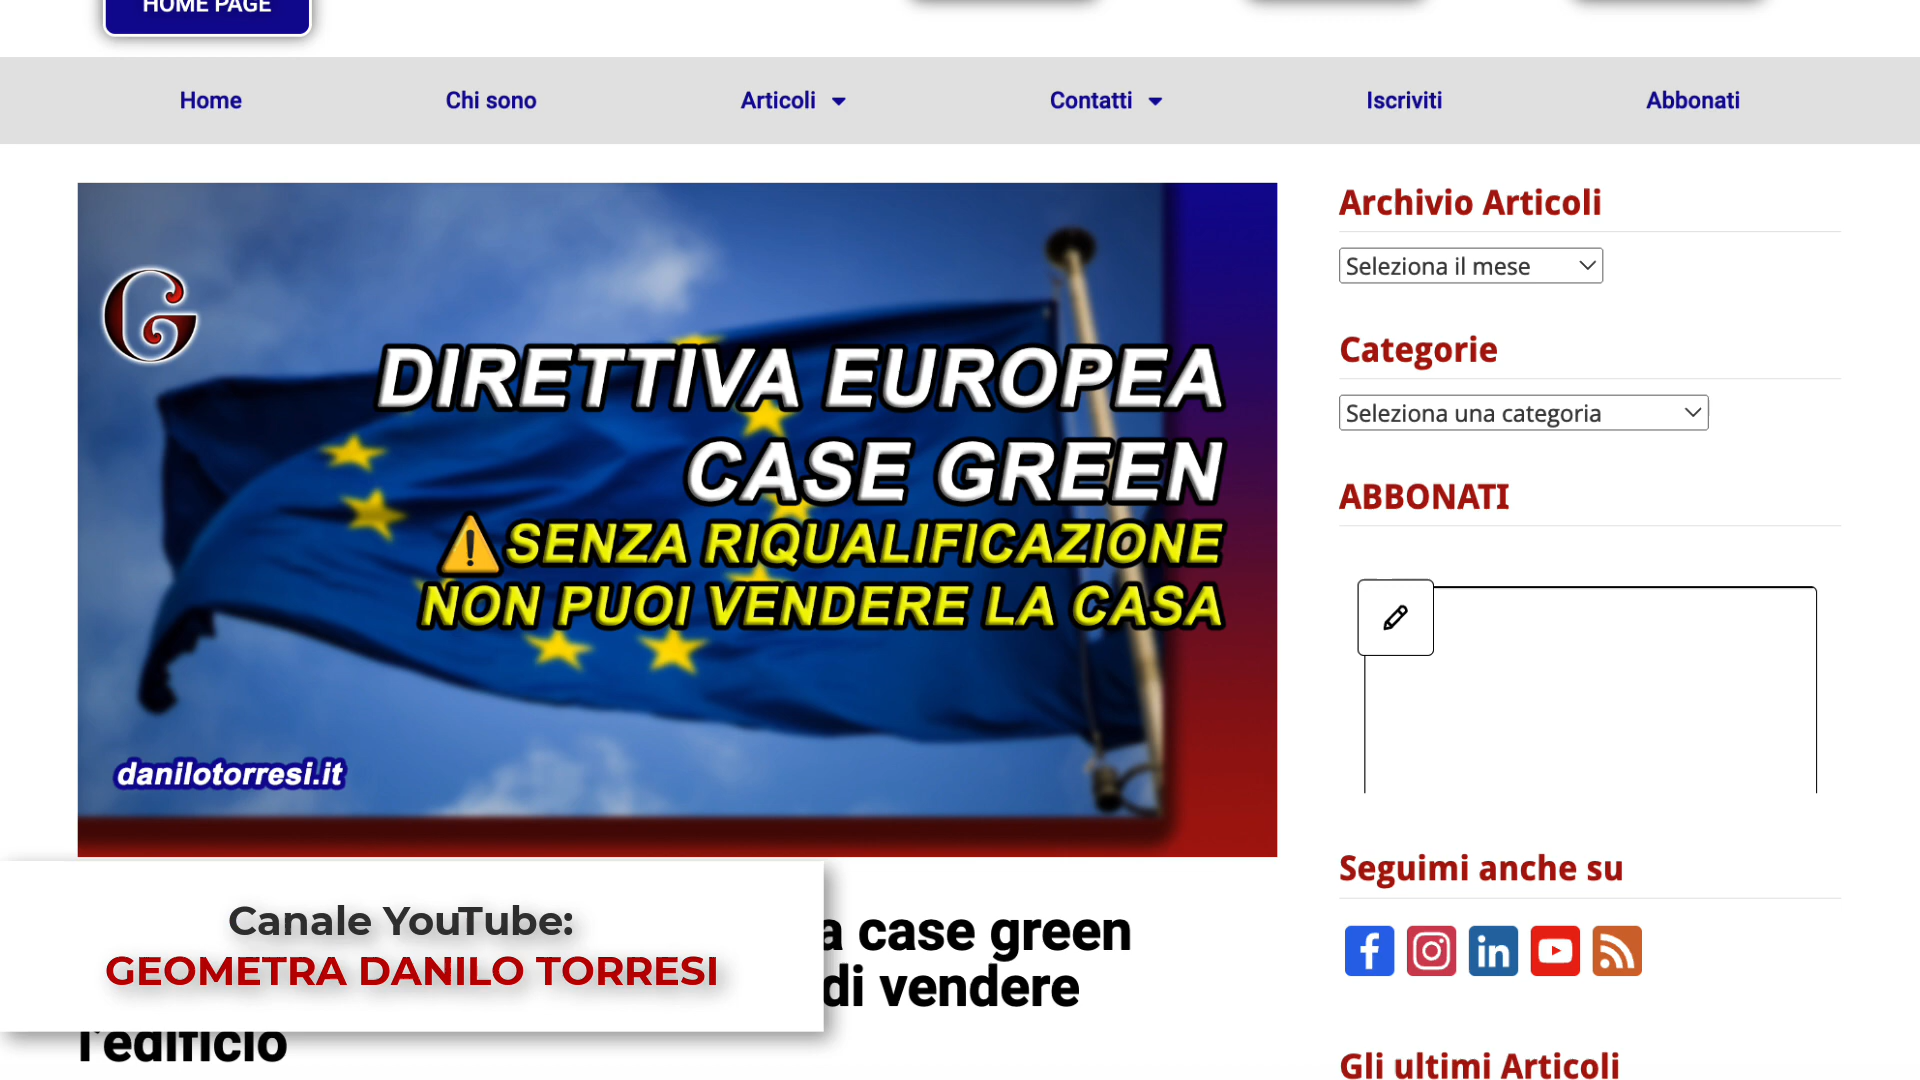 HOME PAGE
Home
Chi sono
Articoli
Contatti
Iscriviti
Abbonati
G
DIRETTIVA EUROPEA
CASE GREEN
⚠SENZA RIQUALIFICAZIONE
NON PUOI VENDERE LA CASA
danilotorresi.it
Canale YouTube:
GEOMETRA DANILO TORRESI
a case green
di vendere
l'edificio
Archivio Articoli
Seleziona il mese
Categorie
Seleziona una categoria
ABBONATI
Seguimi anche su
Gli ultimi Articoli